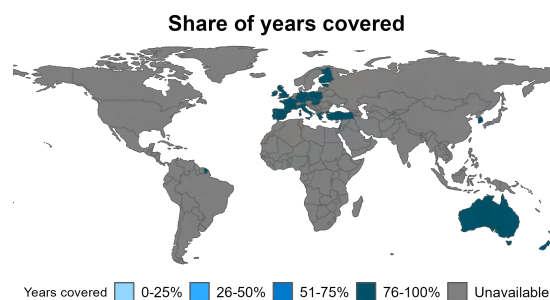 Share of years covered
Years covered 0-25% 26-50% 51-75% 76-100% Unavailable